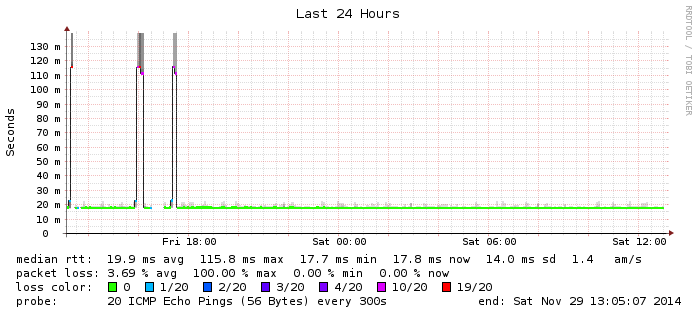 Last 24 Hours
RRDTOOL / TOBI OETIKER
Seconds
130 m
120 m
110 m
100 m
90 m
80 m
70 m
60 m
50 m
40 m
30 m
20 m
10 m
0
Fri 18:00 Sat 00:00 Sat 06:00 Sat 12:00
median rtt: 19.9 ms avg 115.8 ms max 17.7 ms min 17.8 ms now 14.0 ms sd 1.4 am/s
packet loss: 3.69 % avg 100.00 % max 0.00 % min 0.00 % now
loss color: 0 1/20 2/20 3/20 4/20 10/20 19/20
probe: 20 ICMP Echo Pings (56 Bytes) every 300s end: Sat Nov 29 13:05:07 2014